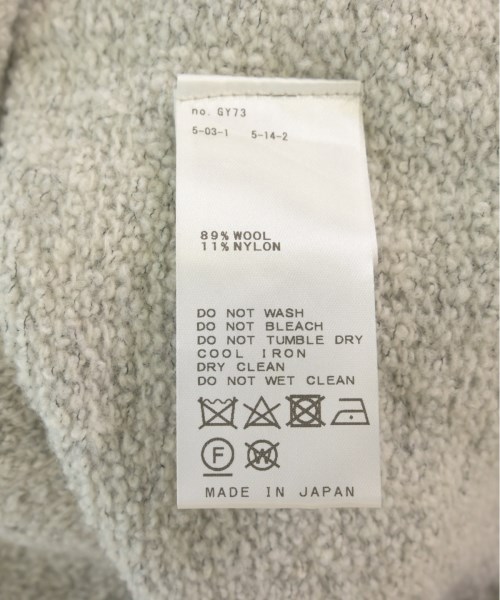 no. GY73
5-03-1 5-14-2
89% WOOL
11% NYLON
DO NOT WASH
DO NOT BLEACH
DO NOT TUMBLE DRY
COOL IRON
DRY CLEAN
DO NOT WET CLEAN
F W
MADE IN JAPAN